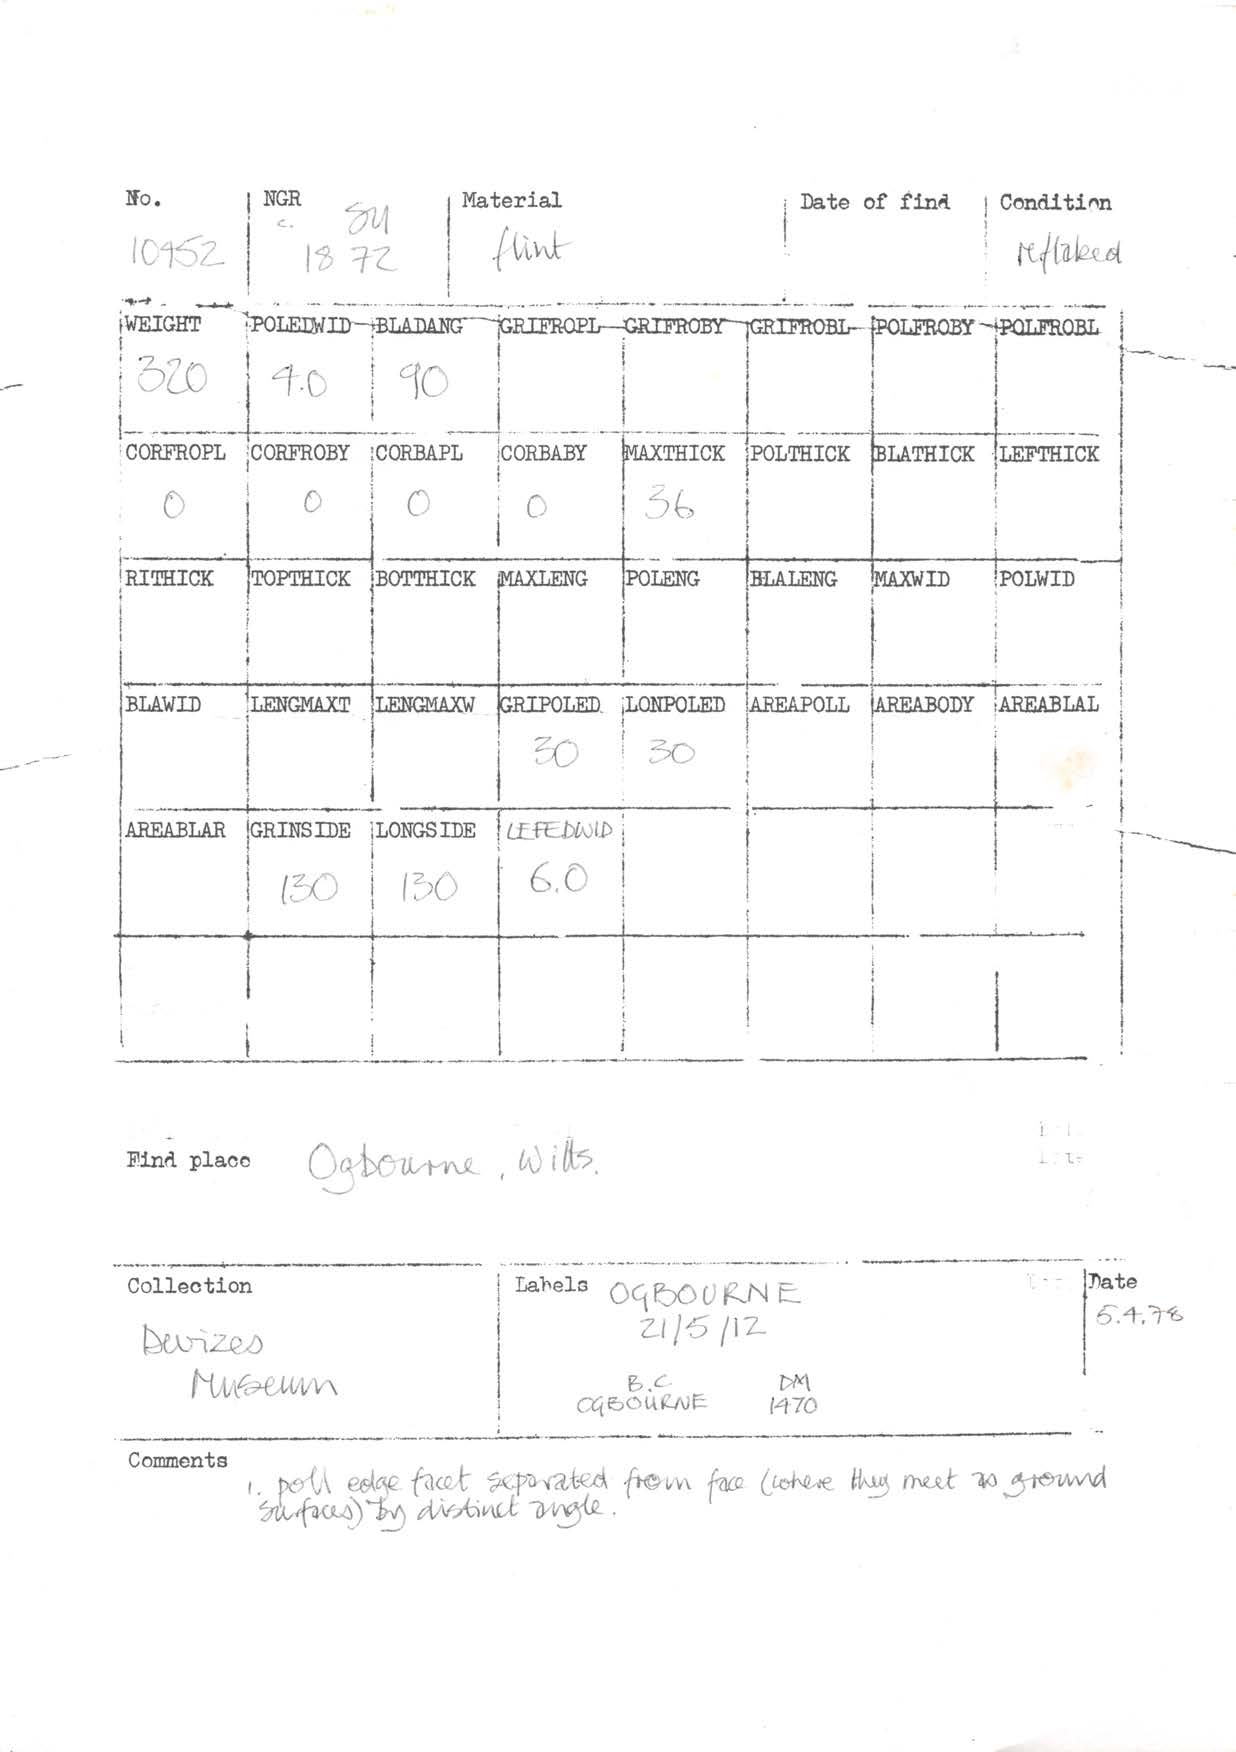 No. NGR Material Date of find Condition
c. SU
10952 18 72 flint reflaked
WEIGHT POLEDWID BLADANG GRIFROPL GRIFROBY GRIFROBL POLFROBY POLFROBL
320 4.0 90
CORFROPL CORFROBY CORBAPL CORBABY MAXTHICK POLTHICK BLATHICK LEFTHICK
0 0 0 0 36
RITHICK TOPTHICK BOTTHICK MAXLENG POLENG BLALENG MAXWID POLWID
BLAWID LENGMAXT LENGMAXW GRIPOLED LONPOLED AREAPOLL AREABODY AREABLAL
30 30
AREABLAR GRINSIDE LONGSIDE LEFEDWID
130 130 6.0
Find place Ogbourne, Wilts.
Collection Labels OGBOURNE Date
21/5/12 5.4.78
Devizes
Museum B.C DM
OGBOURNE 1470
Comments
1. poll edge facet separated from face (where they meet as ground
surfaces) by distinct angle.